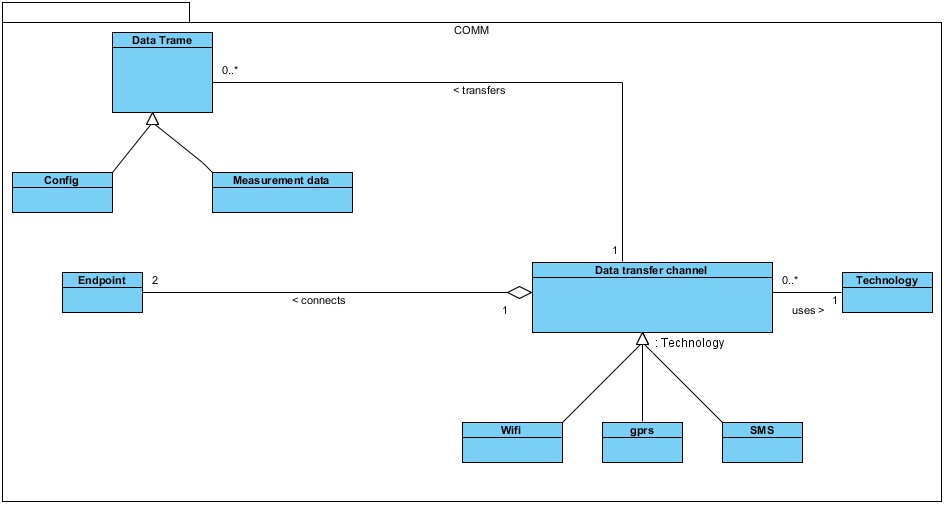 COMM
Data Trame
0..*
< transfers
Config
Measurement data
1
Endpoint
2
< connects
1
Data transfer channel
0..*
uses >
1
Technology
: Technology
Wifi
gprs
SMS